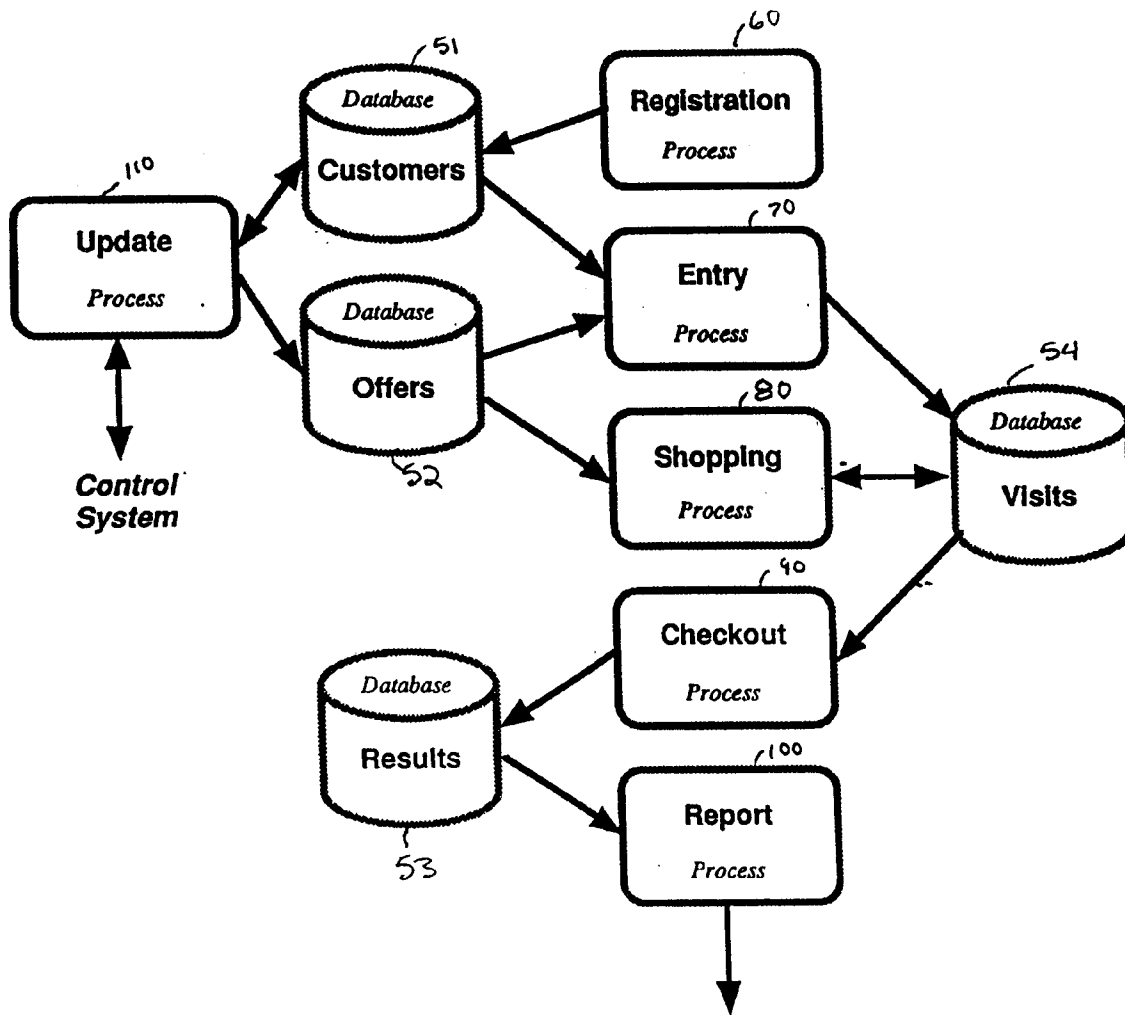 60
51
Database
Registration
Process
Customers
110
Update
Process
70
Entry
Process
Database
Offers
52
54
Database
Visits
80
Shopping
Process
Control
System
90
Checkout
Process
Database
Results
53
100
Report
Process